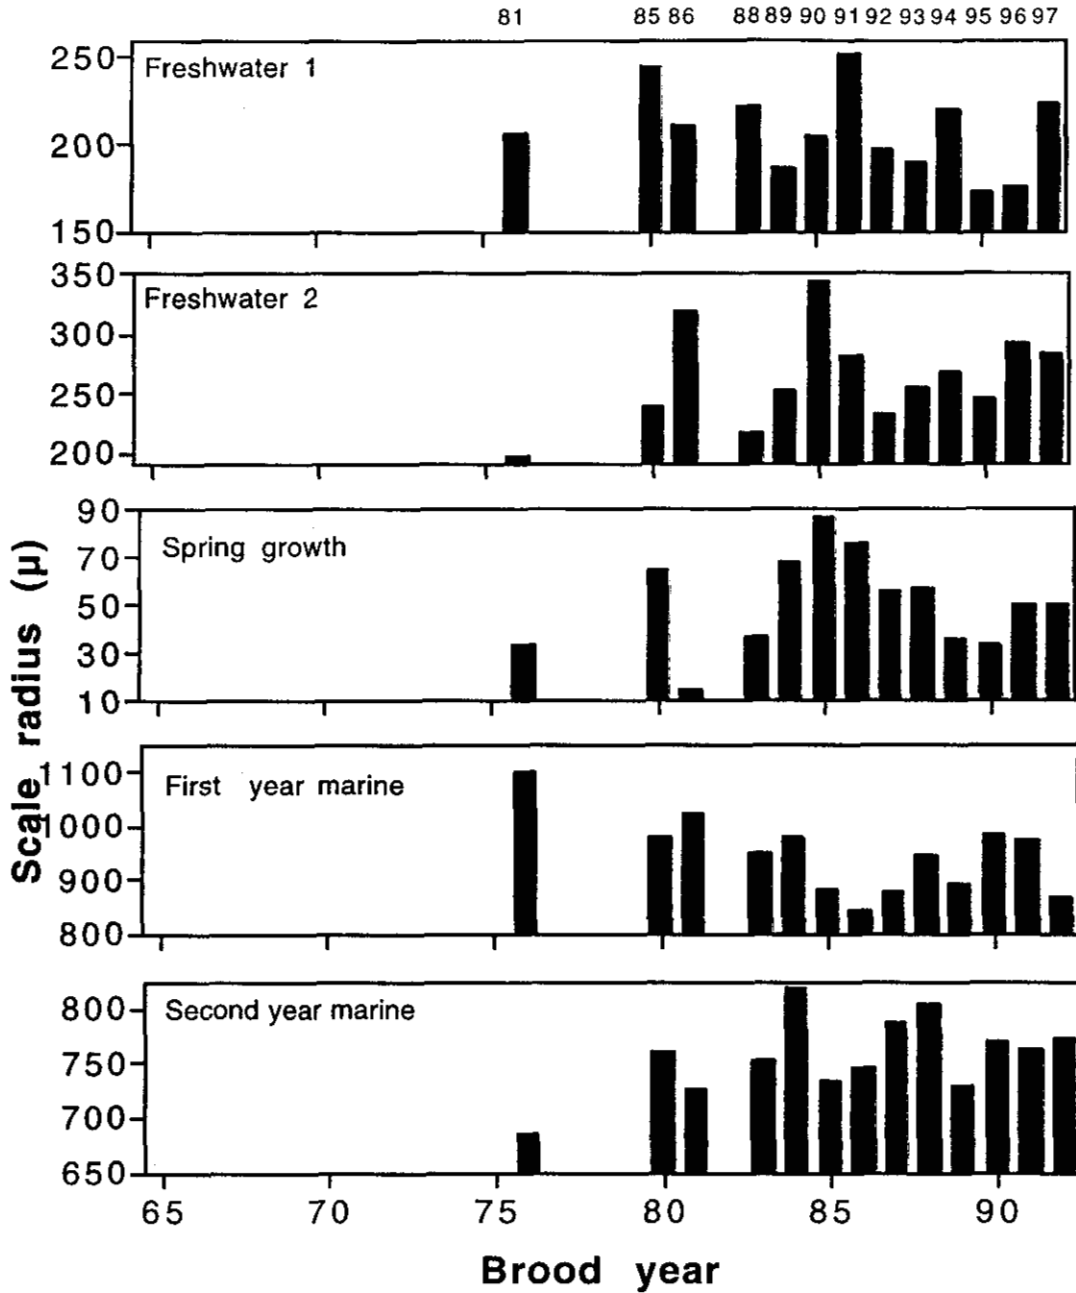 81 85 86 88 89 90 91 92 93 94 95 96 97
250
Freshwater 1
200
150
350
Freshwater 2
300
250
200
90
Spring growth
70
50
30
10
1100
First year marine
1000
900
800
800
Second year marine
750
700
650
65 70 75 80 85 90
Brood year
Scale radius (μ)